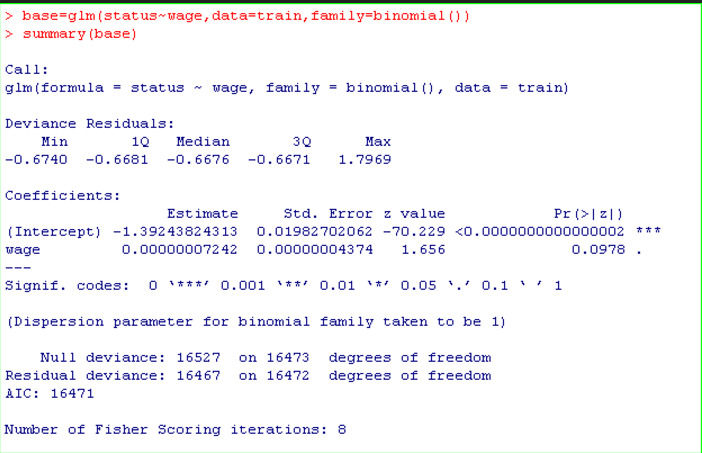 > base=glm(status~wage,data=train,family=binomial())
> summary(base)
Call:
glm(formula = status ~ wage, family = binomial(), data = train)
Deviance Residuals:
Min 1Q Median 3Q Max
-0.6740 -0.6681 -0.6676 -0.6671 1.7969
Coefficients:
Estimate Std. Error z value Pr(>|z|)
(Intercept) -1.39243824313 0.01982702062 -70.229 <0.0000000000000002 ***
wage 0.00000007242 0.00000004374 1.656 0.0978 .
---
Signif. codes: 0 ‘***’ 0.001 ‘**’ 0.01 ‘*’ 0.05 ‘.’ 0.1 ‘ ’ 1
(Dispersion parameter for binomial family taken to be 1)
Null deviance: 16527 on 16473 degrees of freedom
Residual deviance: 16467 on 16472 degrees of freedom
AIC: 16471
Number of Fisher Scoring iterations: 8